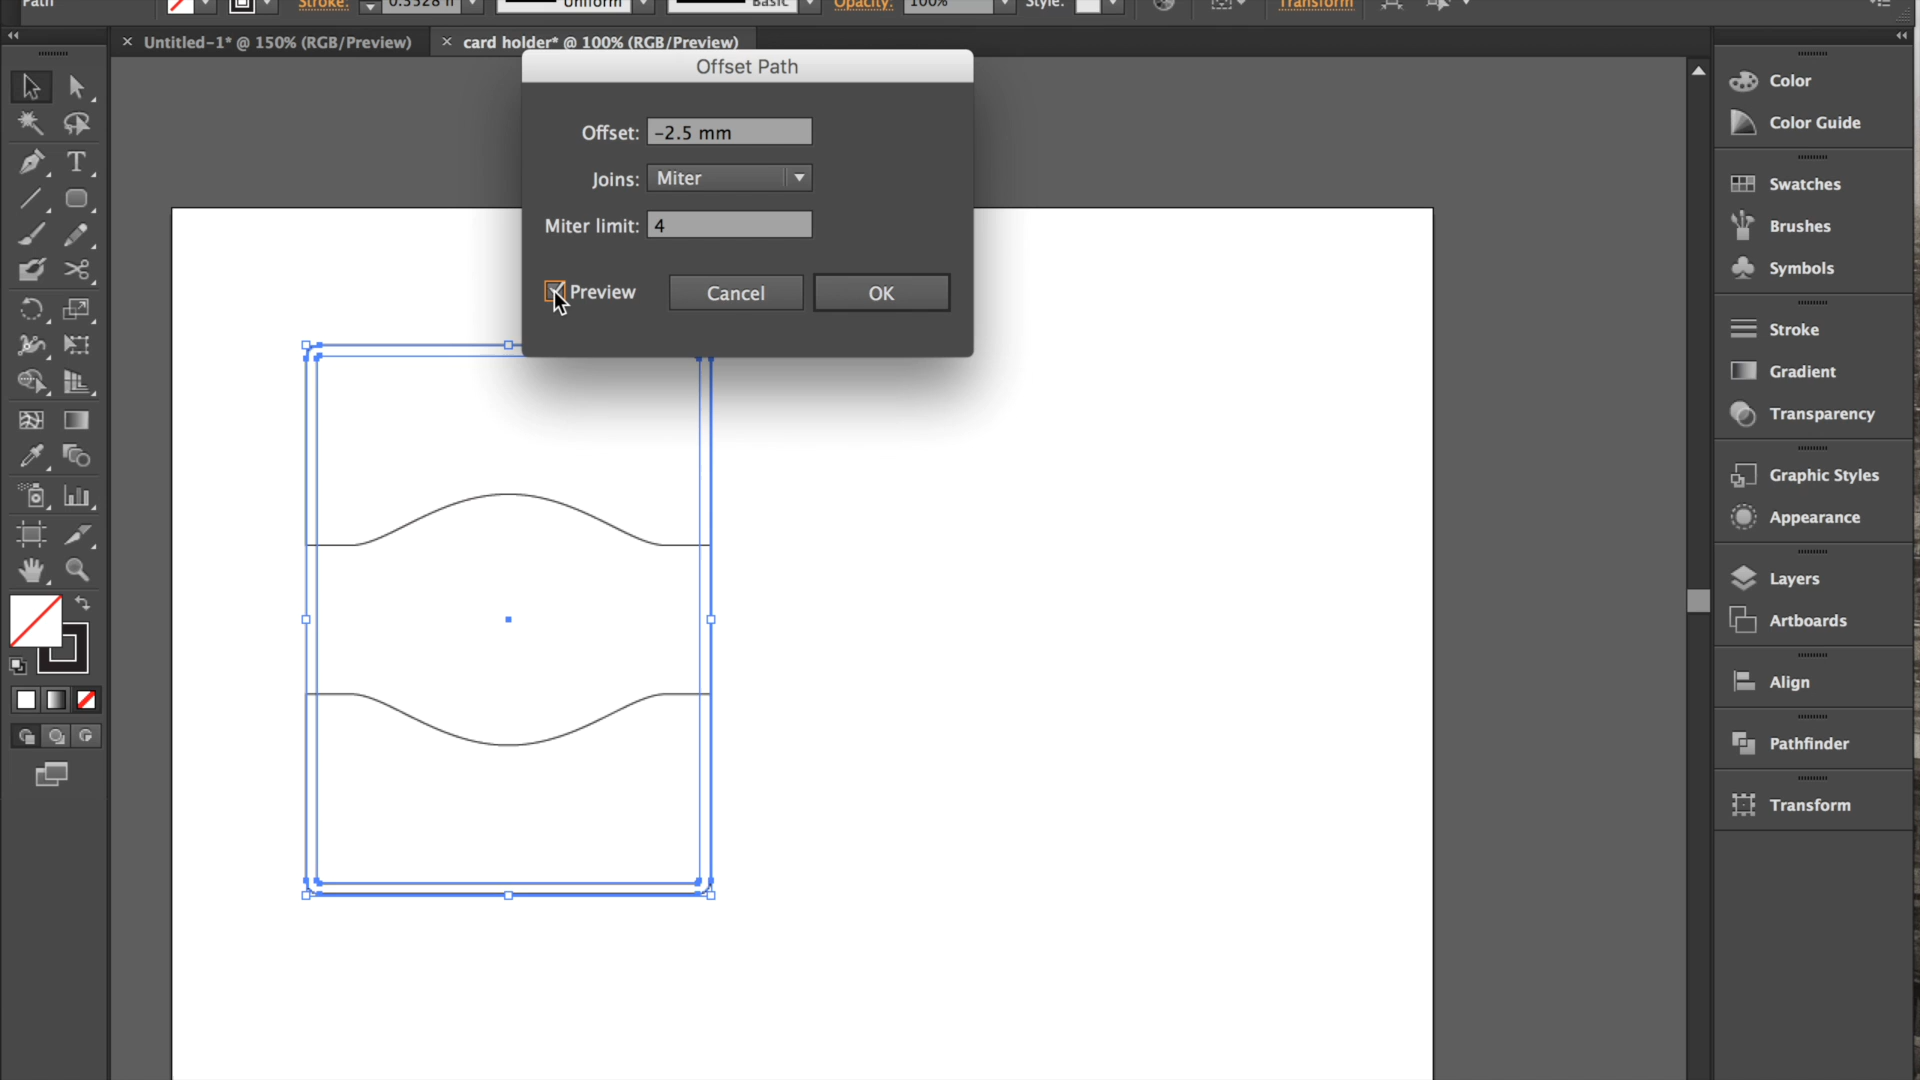 Path
Stroke:
0.3528 n
Uniform
Basic
Opacity:
100%
Style:
Transform
Untitled-1* @ 150% (RGB/Preview)
card holder* @ 100% (RGB/Preview)
Offset Path
Offset: -2.5 mm
Joins: Miter
Miter limit: 4
Preview
Cancel
OK
Color
Color Guide
Swatches
Brushes
Symbols
Stroke
Gradient
Transparency
Graphic Styles
Appearance
Layers
Artboards
Align
Pathfinder
Transform